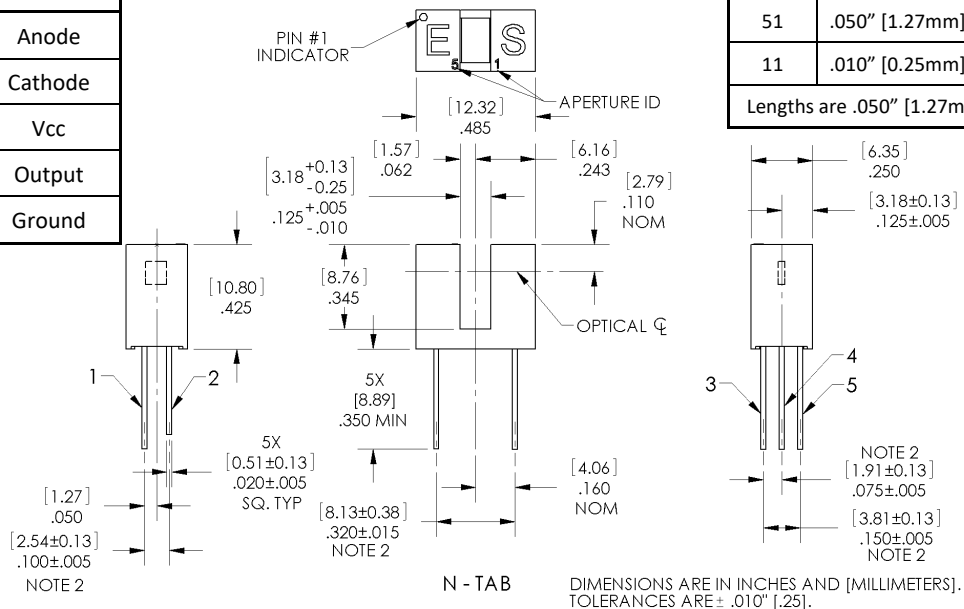 Anode
Cathode
Vcc
Output
Ground
51 .050” [1.27mm]
11 .010” [0.25mm]
Lengths are .050” [1.27m
PIN #1
INDICATOR
E S
5 1
APERTURE ID
[12.32]
.485
[1.57]
.062
[6.16]
.243
[3.18 +0.13 -0.25]
.125 +.005 -.010
[2.79]
.110
NOM
[6.35]
.250
[3.18±0.13]
.125±.005
[10.80]
.425
[8.76]
.345
OPTICAL ℄
1
2
3
4
5
5X
[8.89]
.350 MIN
5X
[0.51±0.13]
.020±.005
SQ. TYP
[1.27]
.050
[2.54±0.13]
.100±.005
NOTE 2
[8.13±0.38]
.320±.015
NOTE 2
[4.06]
.160
NOM
NOTE 2
[1.91±0.13]
.075±.005
[3.81±0.13]
.150±.005
NOTE 2
N - TAB
DIMENSIONS ARE IN INCHES AND [MILLIMETERS].
TOLERANCES ARE ± .010" [.25].